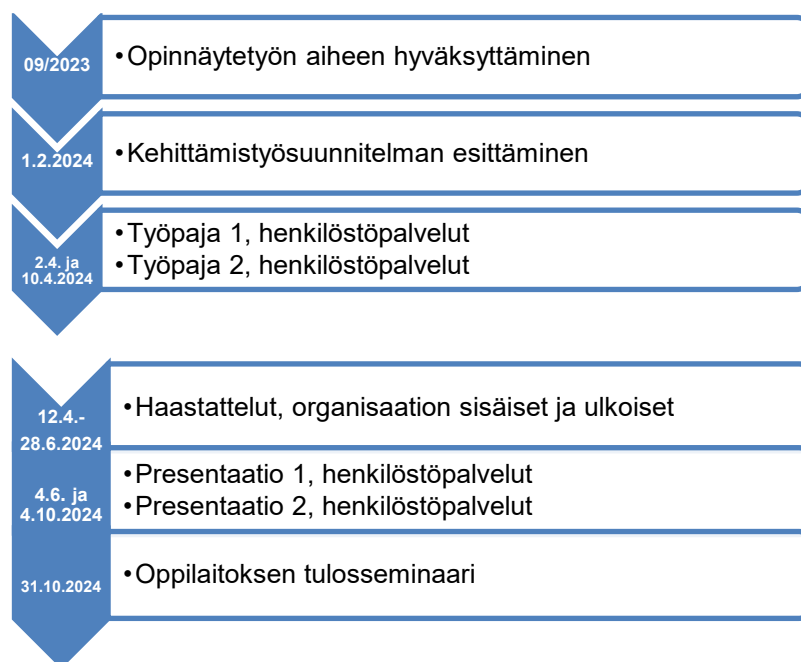 09/2023
•Opinnäytetyön aiheen hyväksyttäminen
1.2.2024
•Kehittämistyösuunnitelman esittäminen
2.4. ja
10.4.2024
•Työpaja 1, henkilöstöpalvelut
•Työpaja 2, henkilöstöpalvelut
12.4.-
28.6.2024
•Haastattelut, organisaation sisäiset ja ulkoiset
4.6. ja
4.10.2024
•Presentaatio 1, henkilöstöpalvelut
•Presentaatio 2, henkilöstöpalvelut
31.10.2024
•Oppilaitoksen tulosseminaari